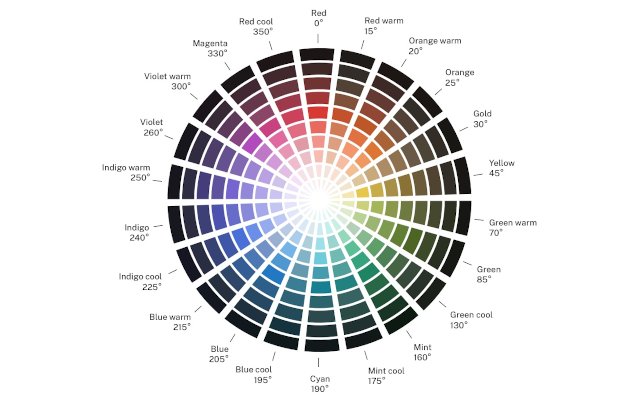 Red
0°
Red warm
15°
Orange warm
20°
Orange
25°
Gold
30°
Yellow
45°
Green warm
70°
Green
85°
Green cool
130°
Mint
160°
Mint cool
175°
Cyan
190°
Blue cool
195°
Blue
205°
Blue warm
215°
Indigo cool
225°
Indigo
240°
Indigo warm
250°
Violet
260°
Violet warm
300°
Magenta
330°
Red cool
350°